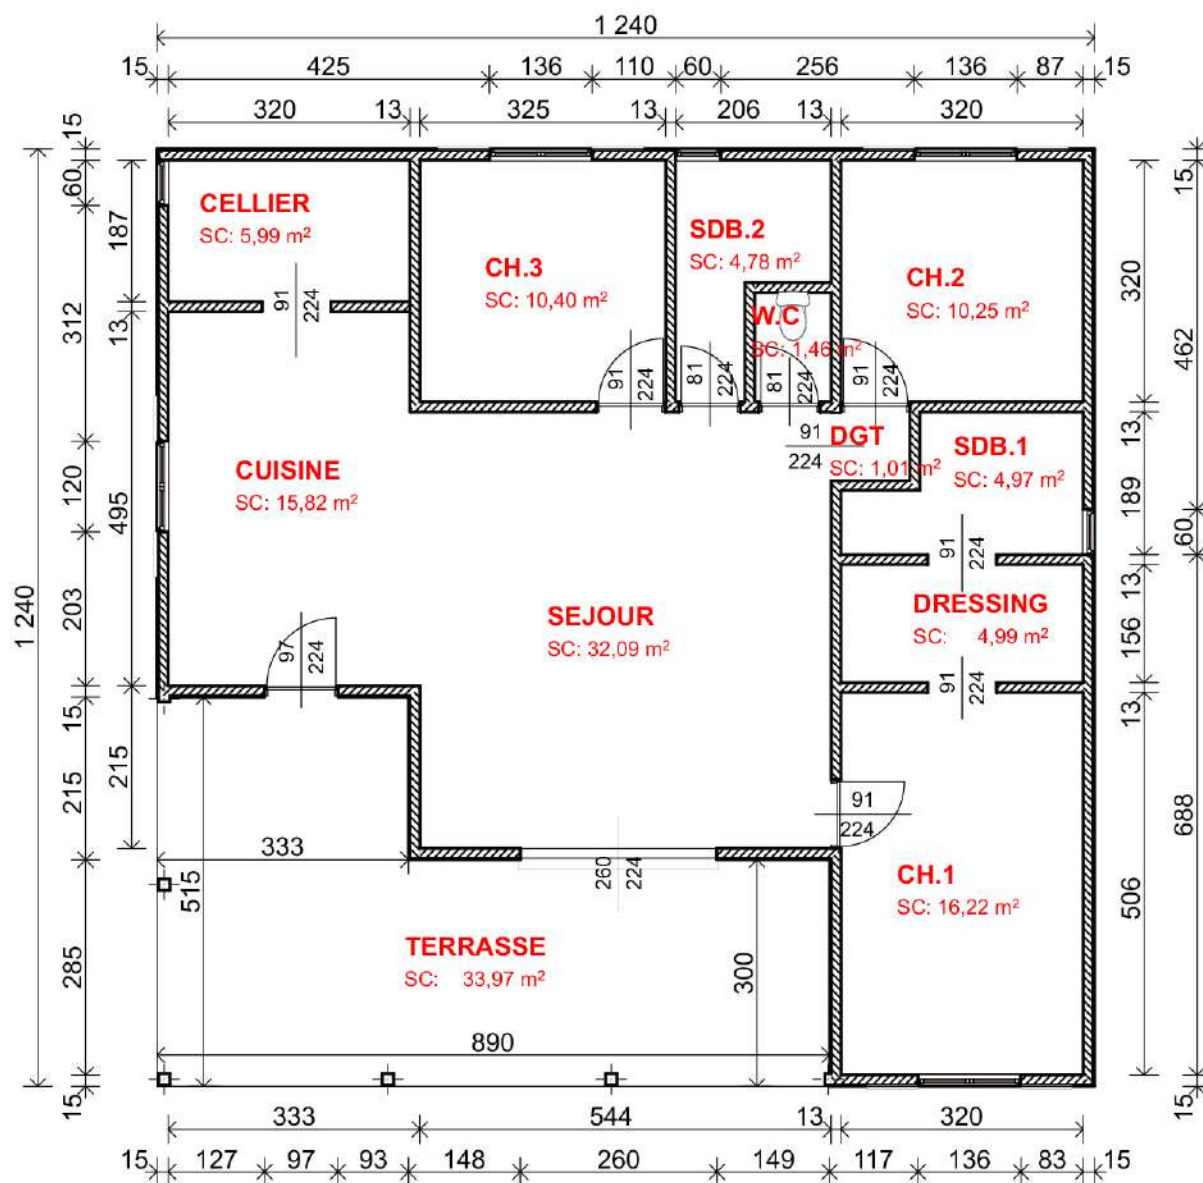 1 240
15 425 136 110 60 256 136 87 15
320 13 325 13 206 13 320
15
60
312
120
203
15
215
285
15
1 240
187
13
495
215
15
320
13
189
13
156
13
506
15
462
60
688
15
CELLIER
SC: 5,99 m²
91
224
CH.3
SC: 10,40 m²
91
224
SDB.2
SC: 4,78 m²
81
224
W.C
SC: 1,46 m²
81
224
CH.2
SC: 10,25 m²
91
224
CUISINE
SC: 15,82 m²
97
224
DGT
SC: 1,01 m²
91
224
SDB.1
SC: 4,97 m²
91
224
SEJOUR
SC: 32,09 m²
260
224
DRESSING
SC: 4,99 m²
91
224
91
224
CH.1
SC: 16,22 m²
TERRASSE
SC: 33,97 m²
333
515
300
890
333 544 13 320
15 127 97 93 148 260 149 117 136 83 15